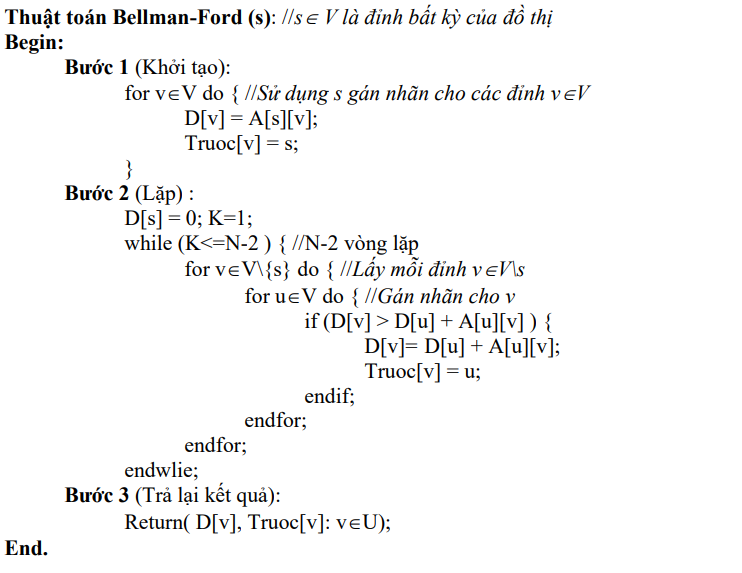 Thuật toán Bellman-Ford (s): //s∈ V là đỉnh bất kỳ của đồ thị
Begin:
Bước 1 (Khởi tạo):
for v∈V do { //Sử dụng s gán nhãn cho các đỉnh v∈V
D[v] = A[s][v];
Truoc[v] = s;
}
Bước 2 (Lặp) :
D[s] = 0; K=1;
while (K<=N-2 ) { //N-2 vòng lặp
for v∈V\{s} do { //Lấy mỗi đỉnh v∈V\s
for u∈V do { //Gán nhãn cho v
if (D[v] > D[u] + A[u][v] ) {
D[v]= D[u] + A[u][v];
Truoc[v] = u;
endif;
endfor;
endfor;
endwlie;
Bước 3 (Trả lại kết quả):
Return( D[v], Truoc[v]: v∈U);
End.